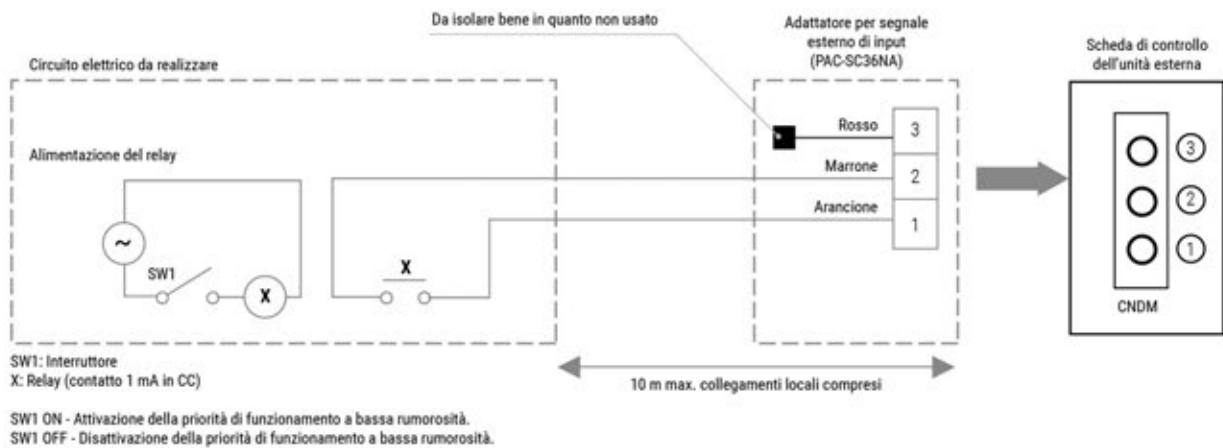 Da isolare bene in quanto non usato
Adattatore per segnale
esterno di input
(PAC-SC36NA)
Scheda di controllo
dell'unità esterna
Circuito elettrico da realizzare
Alimentazione del relay
Rosso
3
Marrone
2
Arancione
1
3
2
1
~
SW1
X
X
CNDM
SW1: Interruttore
X: Relay (contatto 1 mA in CC)
10 m max. collegamenti locali compresi
SW1 ON - Attivazione della priorità di funzionamento a bassa rumorosità.
SW1 OFF - Disattivazione della priorità di funzionamento a bassa rumorosità.